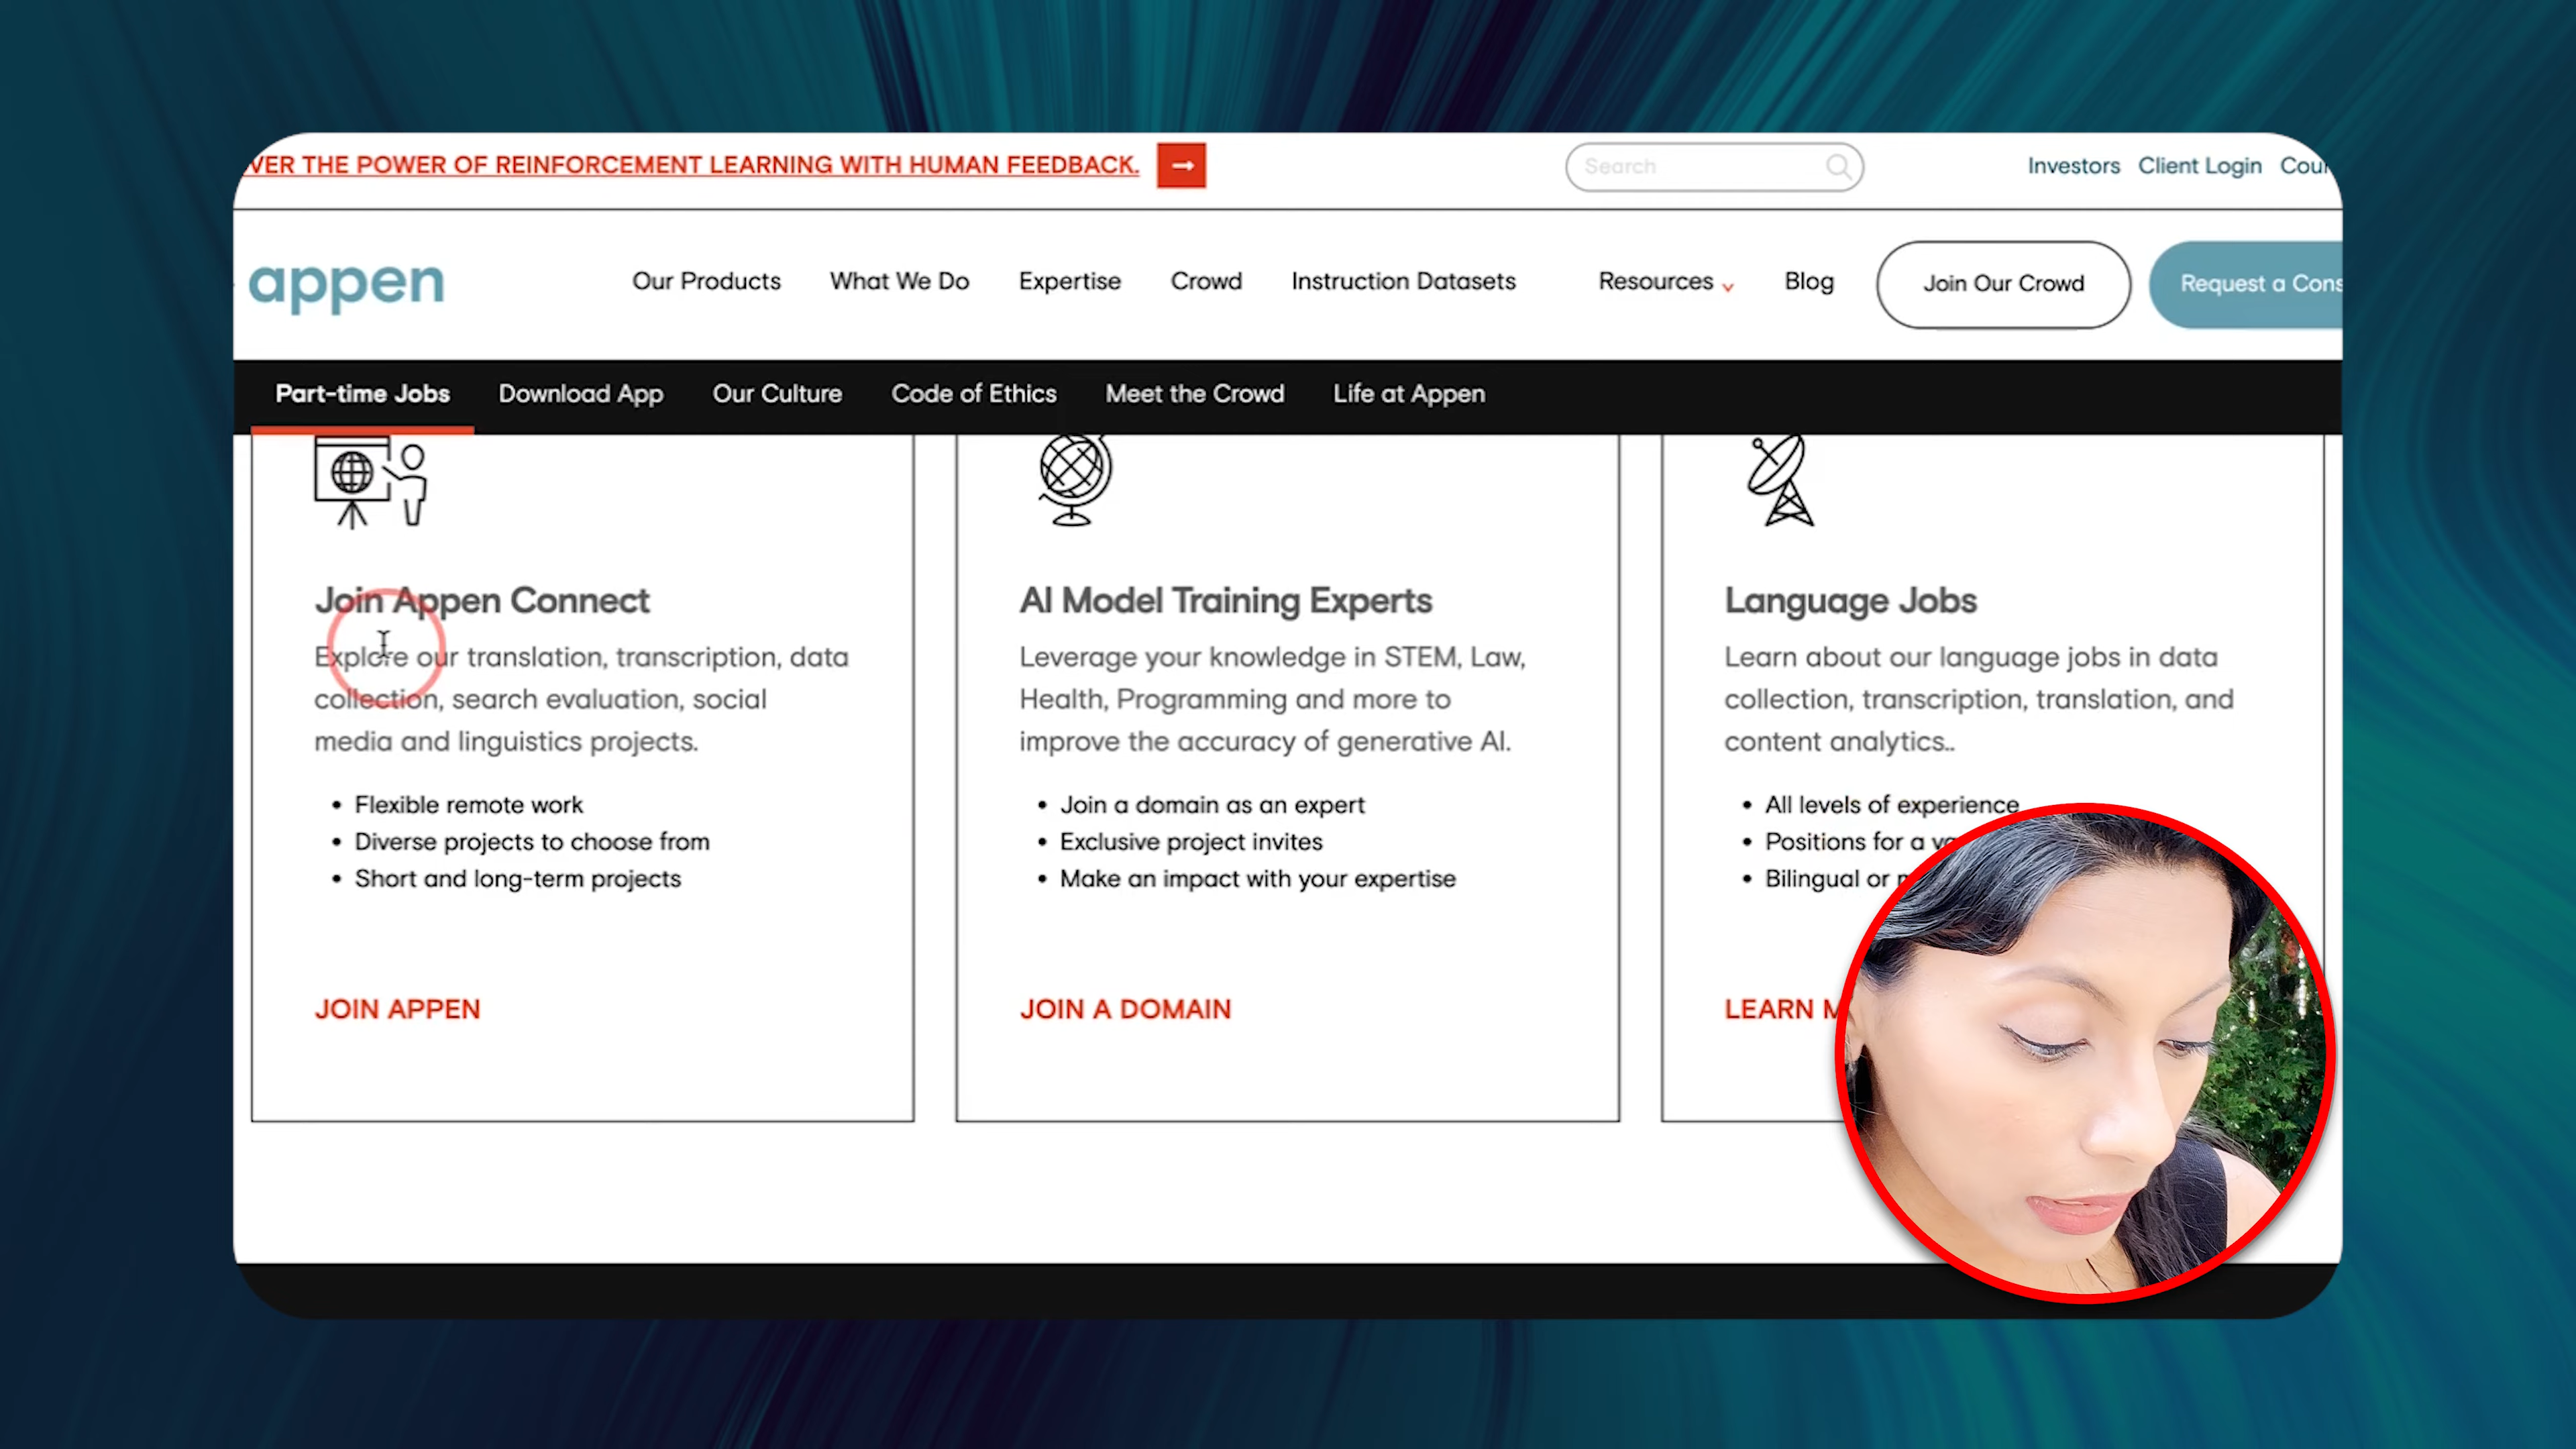 VER THE POWER OF REINFORCEMENT LEARNING WITH HUMAN FEEDBACK.
Search
Investors Client Login
appen
Our Products What We Do Expertise Crowd Instruction Datasets Resources Blog Join Our Crowd Request a Cons
Part-time Jobs Download App Our Culture Code of Ethics Meet the Crowd Life at Appen
Join Appen Connect
Explore our translation, transcription, data
collection, search evaluation, social
media and linguistics projects.
• Flexible remote work
• Diverse projects to choose from
• Short and long-term projects
JOIN APPEN
AI Model Training Experts
Leverage your knowledge in STEM, Law,
Health, Programming and more to
improve the accuracy of generative AI.
• Join a domain as an expert
• Exclusive project invites
• Make an impact with your expertise
JOIN A DOMAIN
Language Jobs
Learn about our language jobs in data
collection, transcription, translation, and
content analytics..
• All levels of experience
• Positions for a
• Bilingual or
LEARN